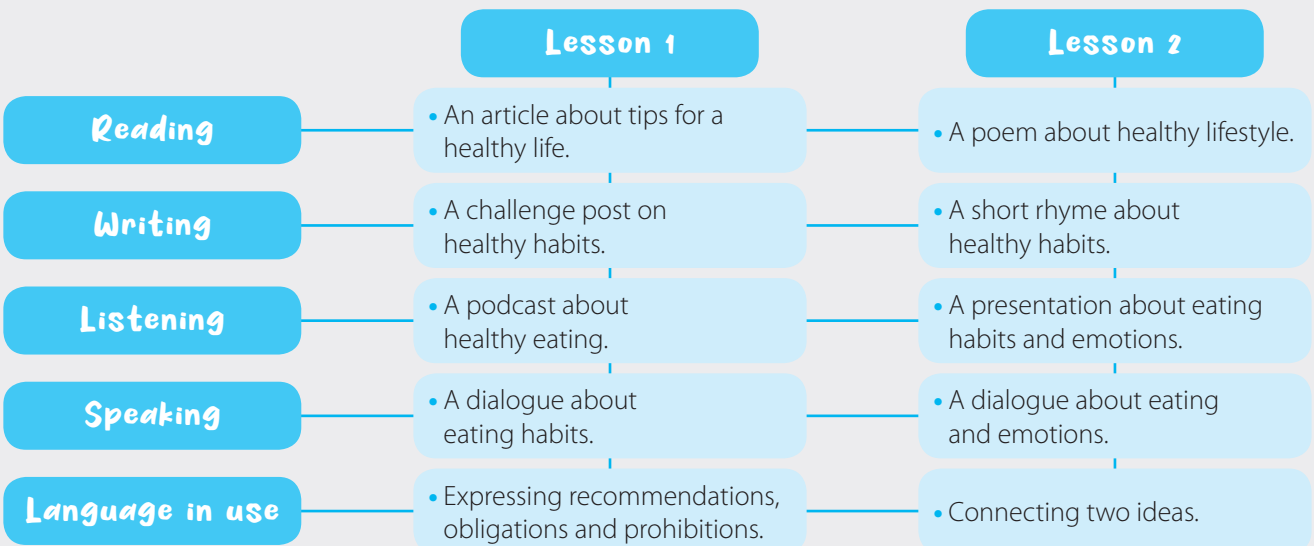 Lesson 1
Lesson 2
Reading
• An article about tips for a
healthy life.
• A poem about healthy lifestyle.
Writing
• A challenge post on
healthy habits.
• A short rhyme about
healthy habits.
Listening
• A podcast about
healthy eating.
• A presentation about eating
habits and emotions.
Speaking
• A dialogue about
eating habits.
• A dialogue about eating
and emotions.
Language in use
• Expressing recommendations,
obligations and prohibitions.
• Connecting two ideas.